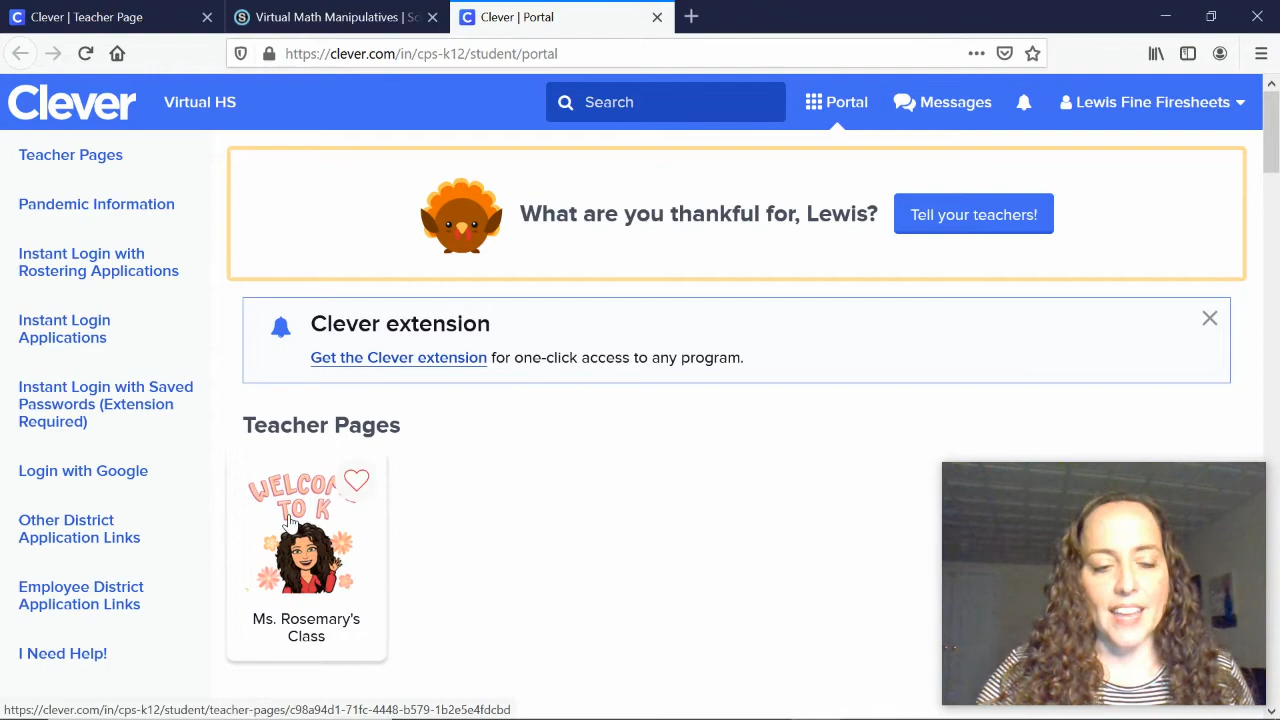 Clever | Teacher Page
Virtual Math Manipulatives | Sc
Clever | Portal
https://clever.com/in/cps-k12/student/portal
Clever
Virtual HS
Search
Portal
Messages
Lewis Fine Firesheets
Teacher Pages
Pandemic Information
Instant Login with
Rostering Applications
Instant Login
Applications
Instant Login with Saved
Passwords (Extension
Required)
Login with Google
Other District
Application Links
Employee District
Application Links
I Need Help!
What are you thankful for, Lewis?
Tell your teachers!
Clever extension
Get the Clever extension for one-click access to any program.
Teacher Pages
WELCOM
TO K
Ms. Rosemary's
Class
https://clever.com/in/cps-k12/student/teacher-pages/c98a94d1-71fc-4448-b579-1b2e5e4fdcbd